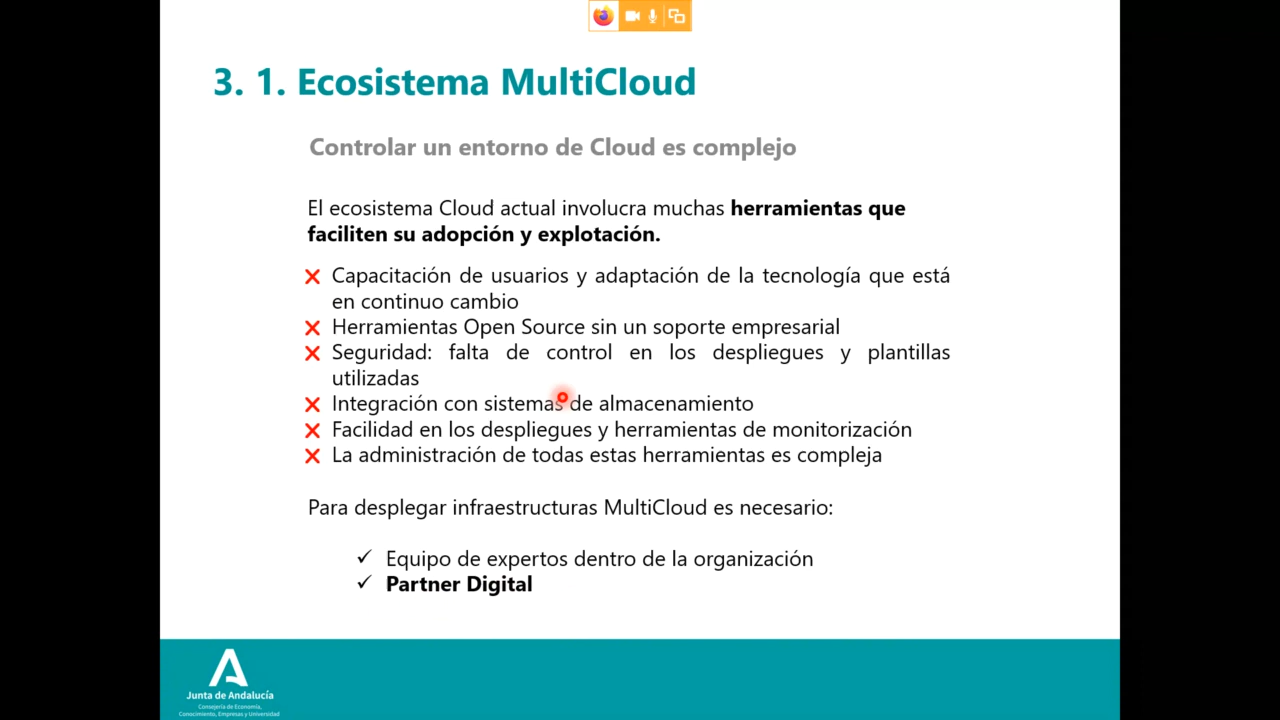 3. 1. Ecosistema MultiCloud
Controlar un entorno de Cloud es complejo
El ecosistema Cloud actual involucra muchas herramientas que
faciliten su adopción y explotación.
Capacitación de usuarios y adaptación de la tecnología que está
en continuo cambio
Herramientas Open Source sin un soporte empresarial
Seguridad: falta de control en los despliegues y plantillas
utilizadas
Integración con sistemas de almacenamiento
Facilidad en los despliegues y herramientas de monitorización
La administración de todas estas herramientas es compleja
Para desplegar infraestructuras MultiCloud es necesario:
Equipo de expertos dentro de la organización
Partner Digital
Junta de Andalucía
Consejería de Economía,
Conocimiento, Empresas y Universidad